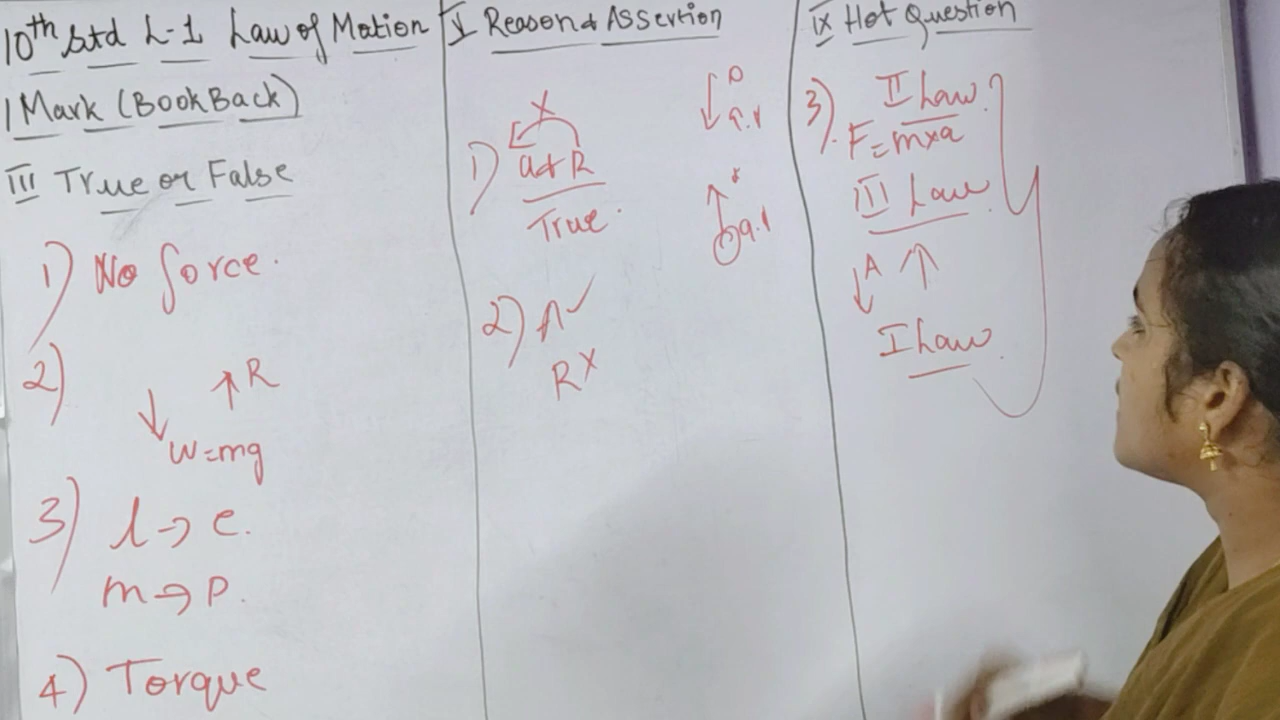 10th Std L-1 Law of Motion
1 Mark (Book Back)
III True or False
1) No force.
2)
↑ R
↓ W=mg
3) l → e.
m → P.
4) Torque
V Reason & Assertion
1) a & R
True.
2) A ✓
R X
IX Hot Question
3) II Law.
F = m×a
III Law
↓ A ↑
I Law